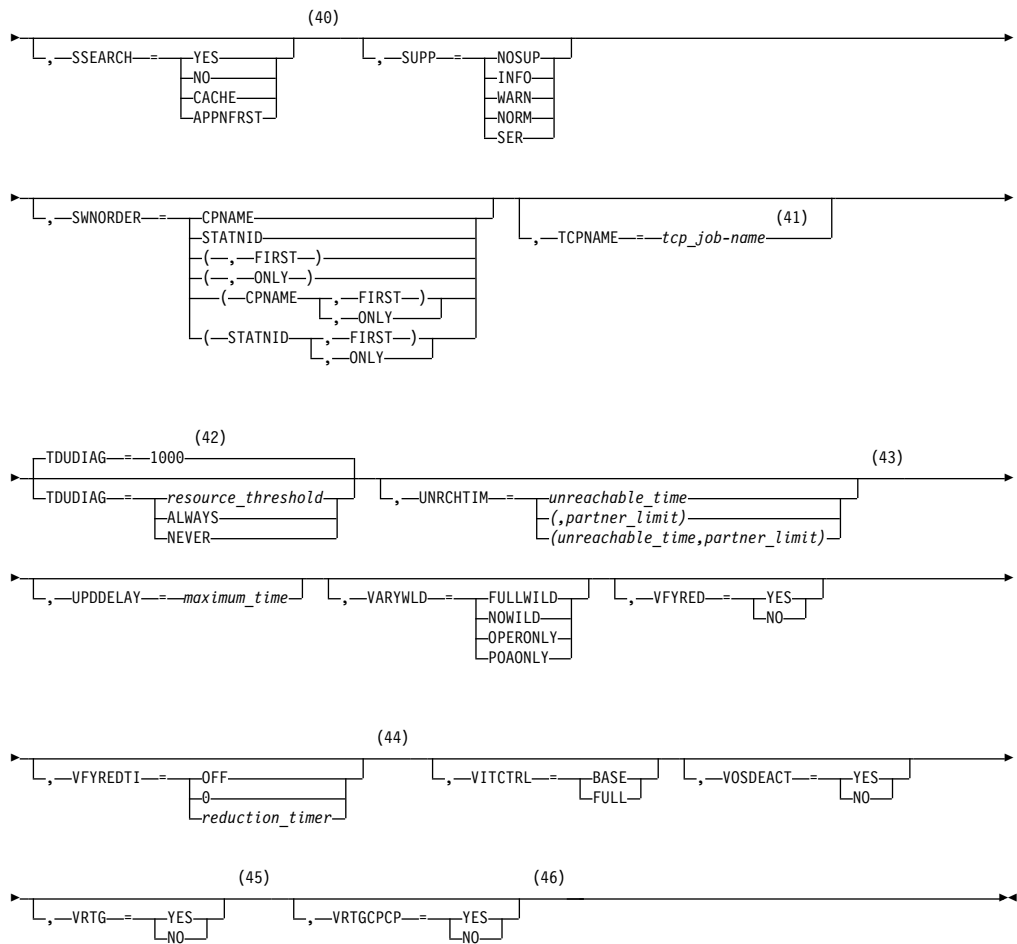 (40)
,—SSEARCH—=—YES ,—SUPP—=—NOSUP
NO INFO
CACHE WARN
APPNFRST NORM
SER
,—SWNORDER—=—CPNAME (41)
STATNID ,—TCPNAME—=—tcp_job-name
(—,—FIRST—)
(—,—ONLY—)
(—CPNAME—,—FIRST—)
,—ONLY
(—STATNID—,—FIRST—)
,—ONLY
(42) (43)
TDUDIAG—=—1000
TDUDIAG—=—resource_threshold ,—UNRCHTIM—=—unreachable_time
ALWAYS (,partner_limit)
NEVER (unreachable_time,partner_limit)
,—UPDDELAY—=—maximum_time ,—VARYWLD—=—FULLWILD ,—VFYRED—=—YES
NOWILD NO
OPERONLY
POAONLY
(44)
,—VFYREDTI—=—OFF ,—VITCTRL—=—BASE ,—VOSDEACT—=—YES
0 FULL NO
reduction_timer
(45) (46)
,—VRTG—=—YES ,—VRTGCPCP—=—YES
NO NO